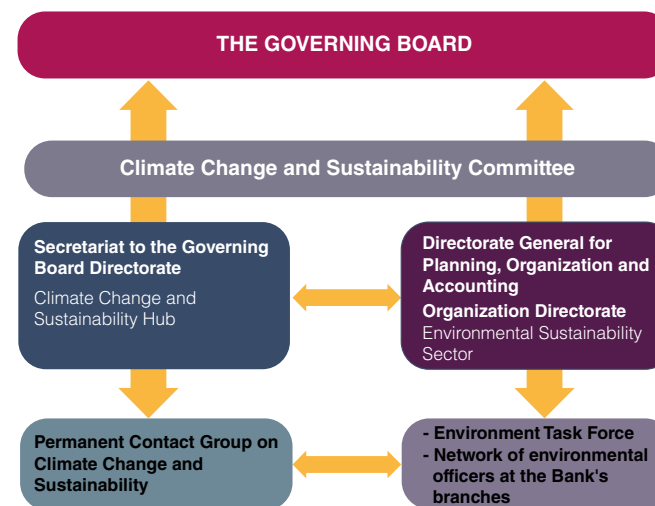 THE GOVERNING BOARD
Climate Change and Sustainability Committee
Secretariat to the Governing
Board Directorate
Climate Change and
Sustainability Hub
Directorate General for
Planning, Organization and
Accounting
Organization Directorate
Environmental Sustainability
Sector
Permanent Contact Group on
Climate Change and
Sustainability
- Environment Task Force
- Network of environmental
officers at the Bank's
branches